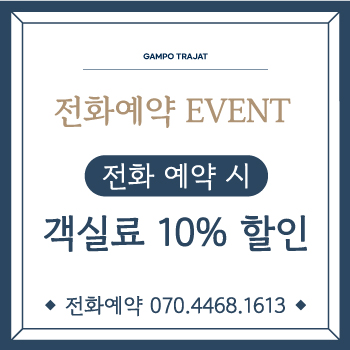 GAMPO TRAJAT
전화예약 EVENT
전화 예약 시
객실료 10% 할인
◆ 전화예약 070.4468.1613 ◆